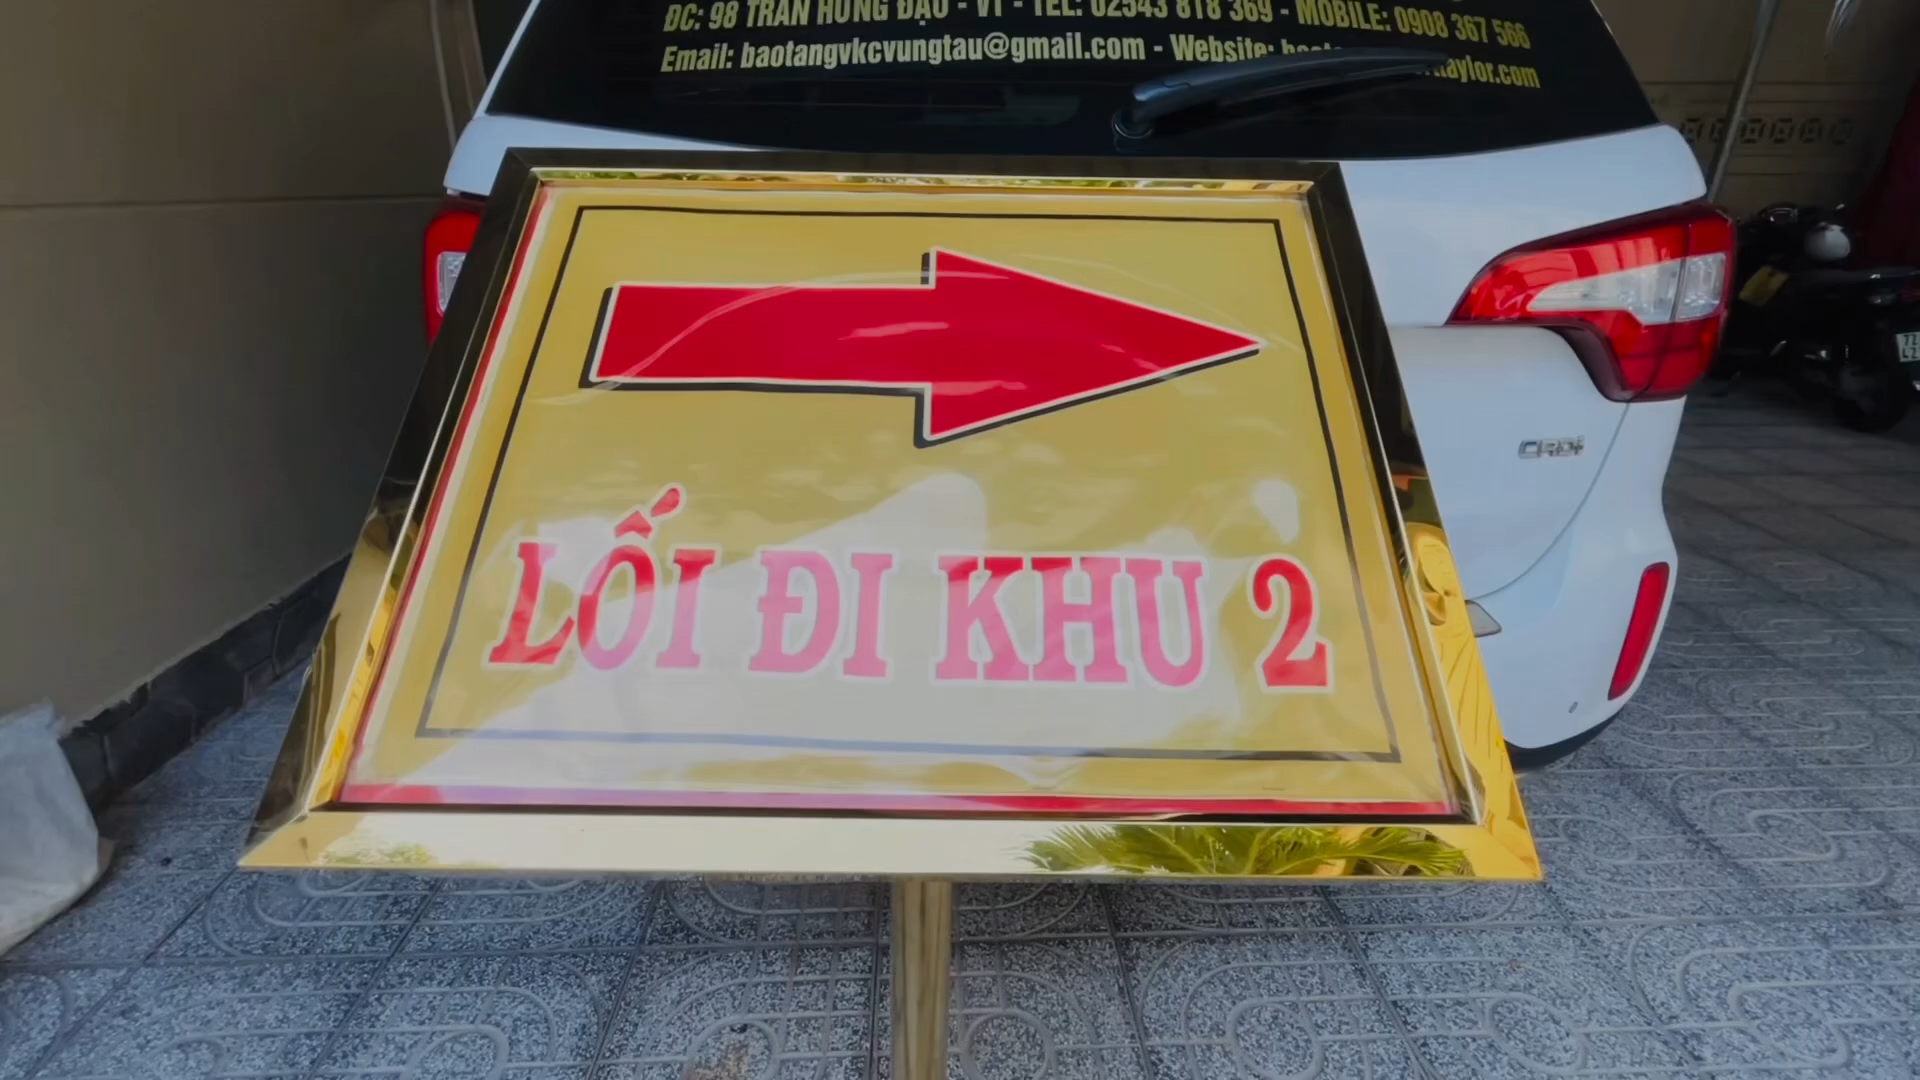 ĐC: 98 TRẦN HƯNG ĐẠO - VT - TEL: 02543 818 369 - MOBILE: 0908 367 566
Email: baotangvkcvungtau@gmail.com - Website:
LỐI ĐI KHU 2
CRDi